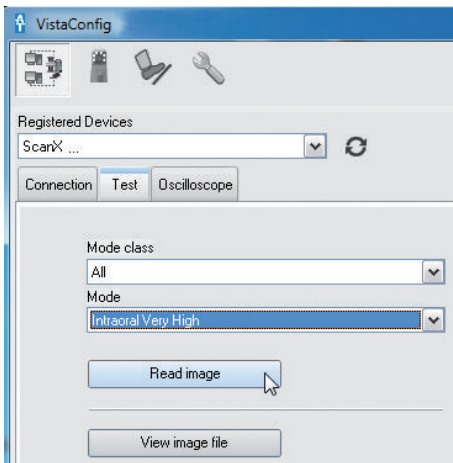 VistaConfig
Registered Devices
ScanX ...
Connection Test Oscilloscope
Mode class
All
Mode
Intraoral Very High
Read image
View image file